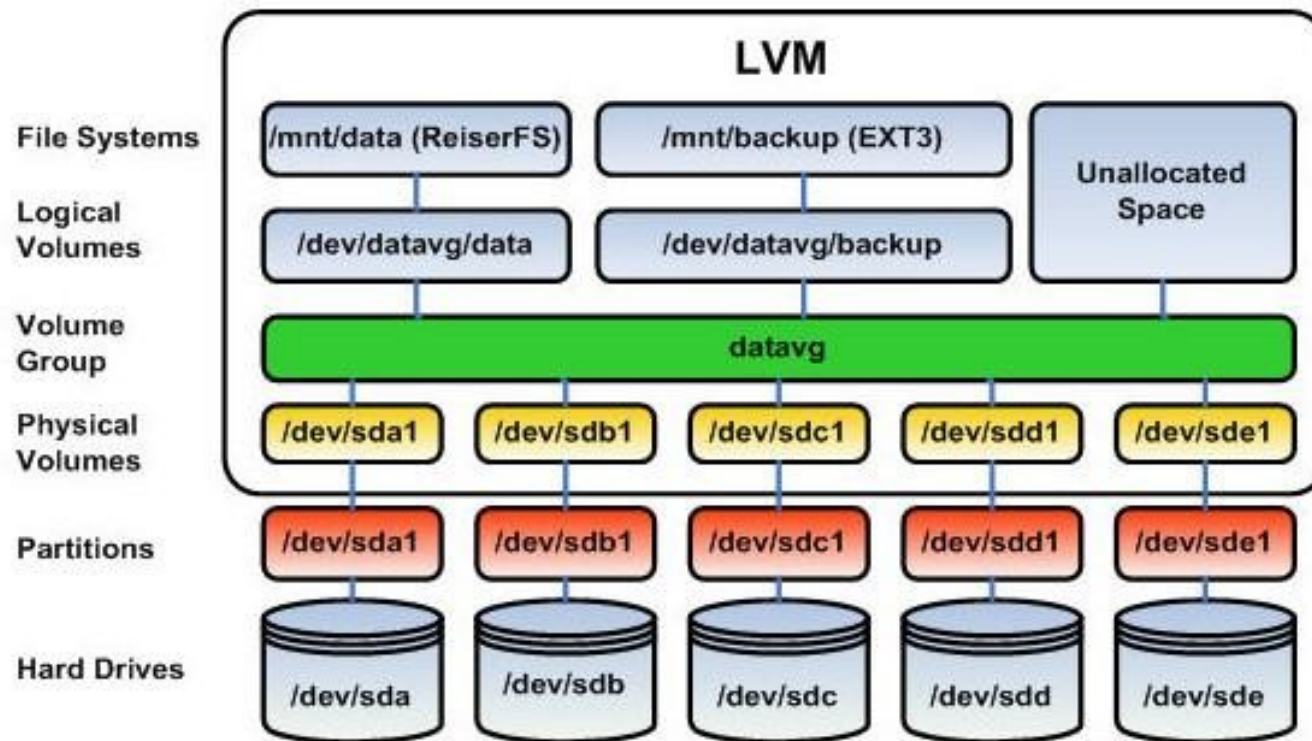 LVM
File Systems
/mnt/data (ReiserFS)
/mnt/backup (EXT3)
Unallocated
Space
Logical
Volumes
/dev/datavg/data
/dev/datavg/backup
Volume
Group
datavg
Physical
Volumes
/dev/sda1
/dev/sdb1
/dev/sdc1
/dev/sdd1
/dev/sde1
Partitions
/dev/sda1
/dev/sdb1
/dev/sdc1
/dev/sdd1
/dev/sde1
Hard Drives
/dev/sda
/dev/sdb
/dev/sdc
/dev/sdd
/dev/sde